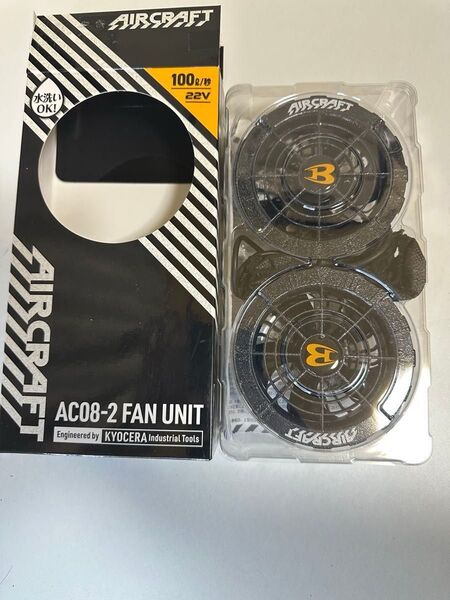 AIRCRAFT
100ℓ/秒
22V
水洗い
OK!
AIRCRAFT
AC08-2 FAN UNIT
Engineered by KYOCERA Industrial Tools
AIRCRAFT
B
B
AIRCRAFT